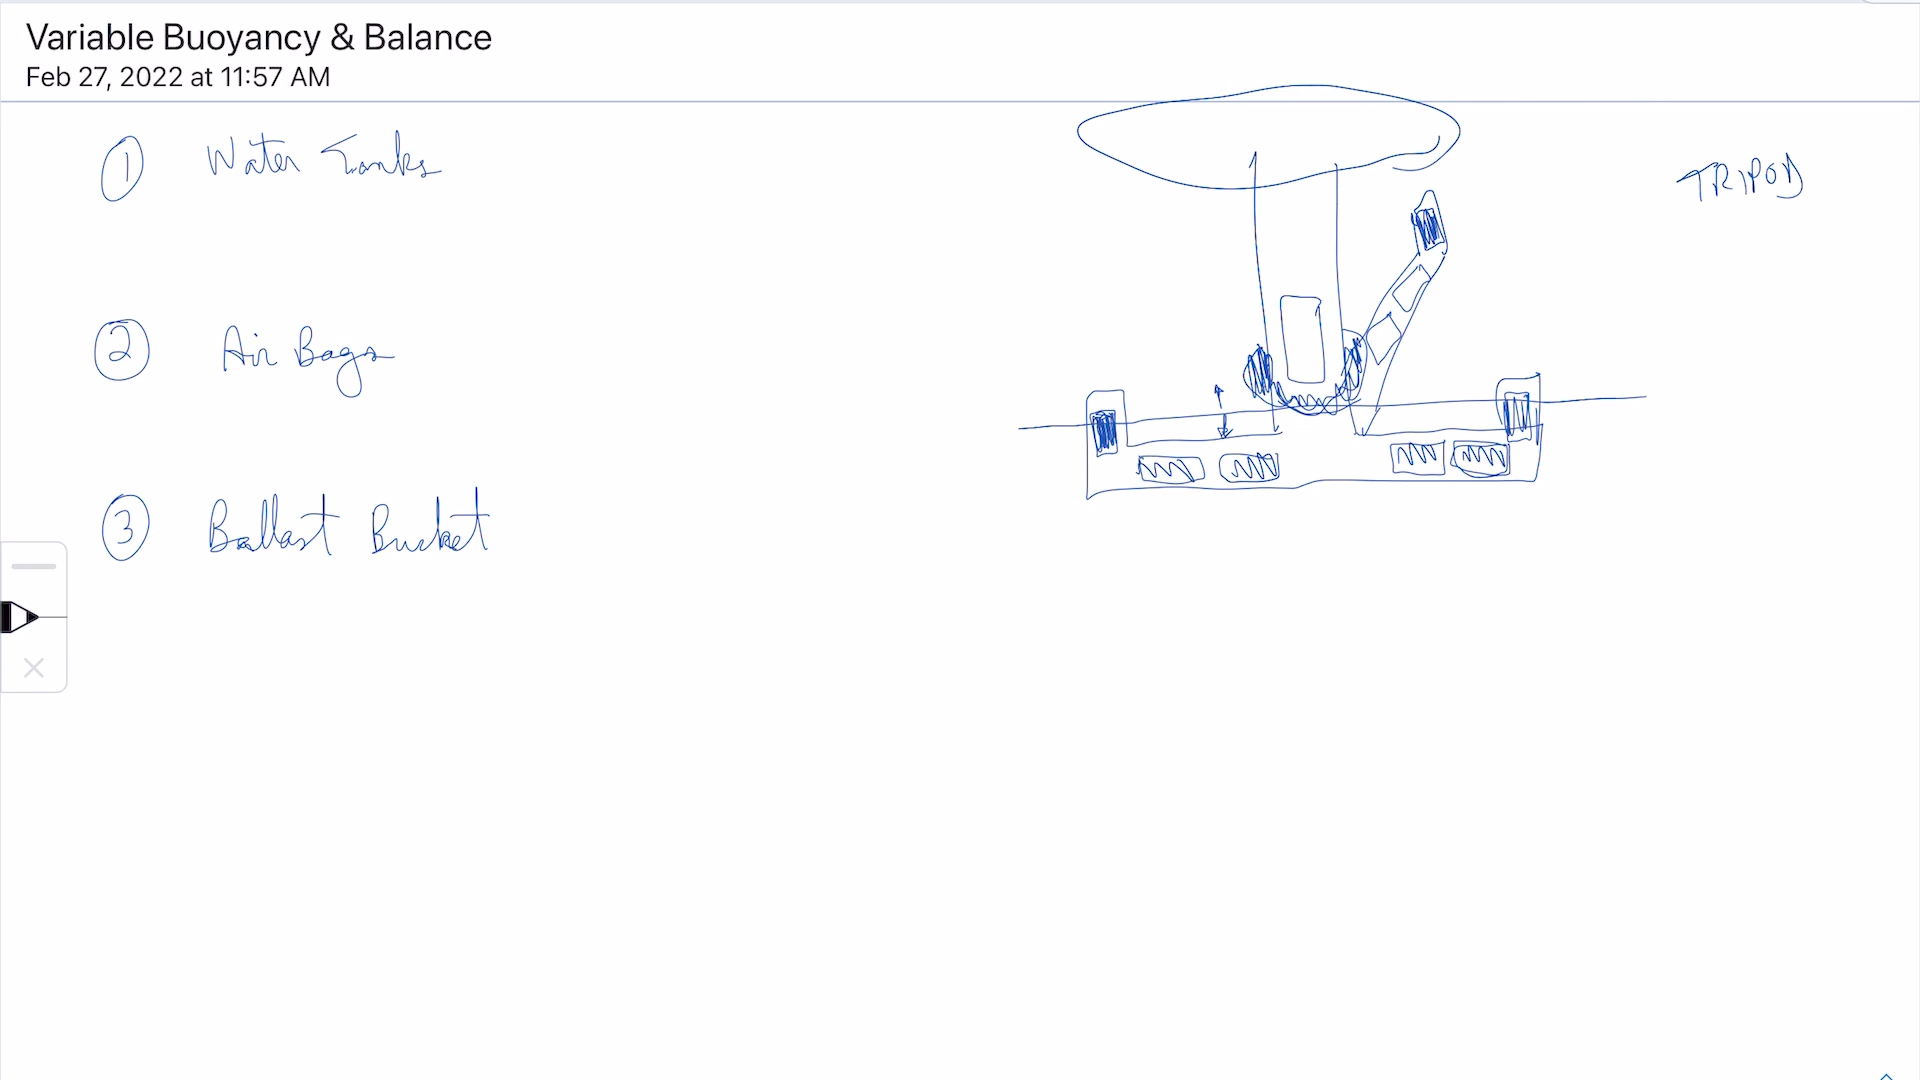 Variable Buoyancy & Balance
Feb 27, 2022 at 11:57 AM
1 Water Tanks
TRIPOD
2 Air Bags
3 Ballast Bucket